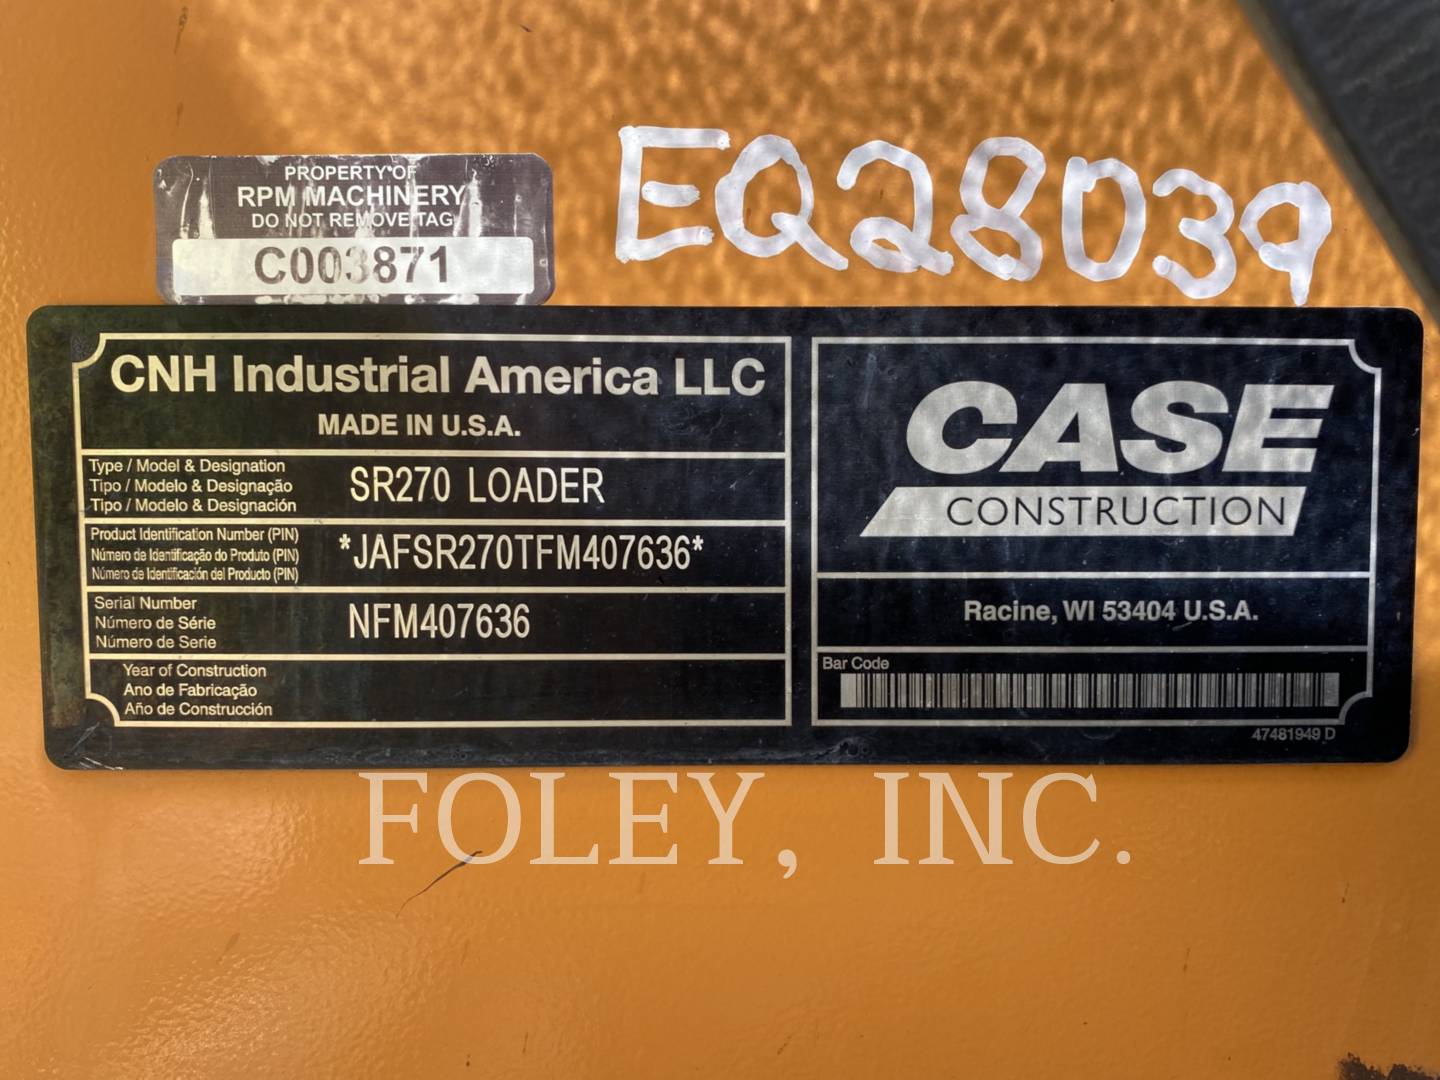 PROPERTY OF
RPM MACHINERY
DO NOT REMOVE TAG
C003871
EQ28039
CNH Industrial America LLC
MADE IN U.S.A.
Type / Model & Designation
Tipo / Modelo & Designação
Tipo / Modelo & Designación
SR270 LOADER
Product Identification Number (PIN)
Número de Identificação do Produto (PIN)
Número de Identificación del Producto (PIN)
*JAFSR270TFM407636*
Serial Number
Número de Série
Número de Serie
NFM407636
Year of Construction
Ano de Fabricação
Año de Construcción
CASE
CONSTRUCTION
Racine, WI 53404 U.S.A.
Bar Code
47481949 D
FOLEY, INC.